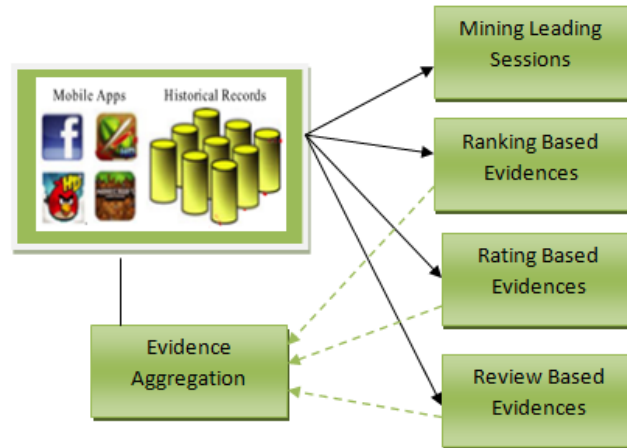 Mining Leading
Sessions
Mobile Apps
Historical Records
Ranking Based
Evidences
Rating Based
Evidences
Evidence
Aggregation
Review Based
Evidences